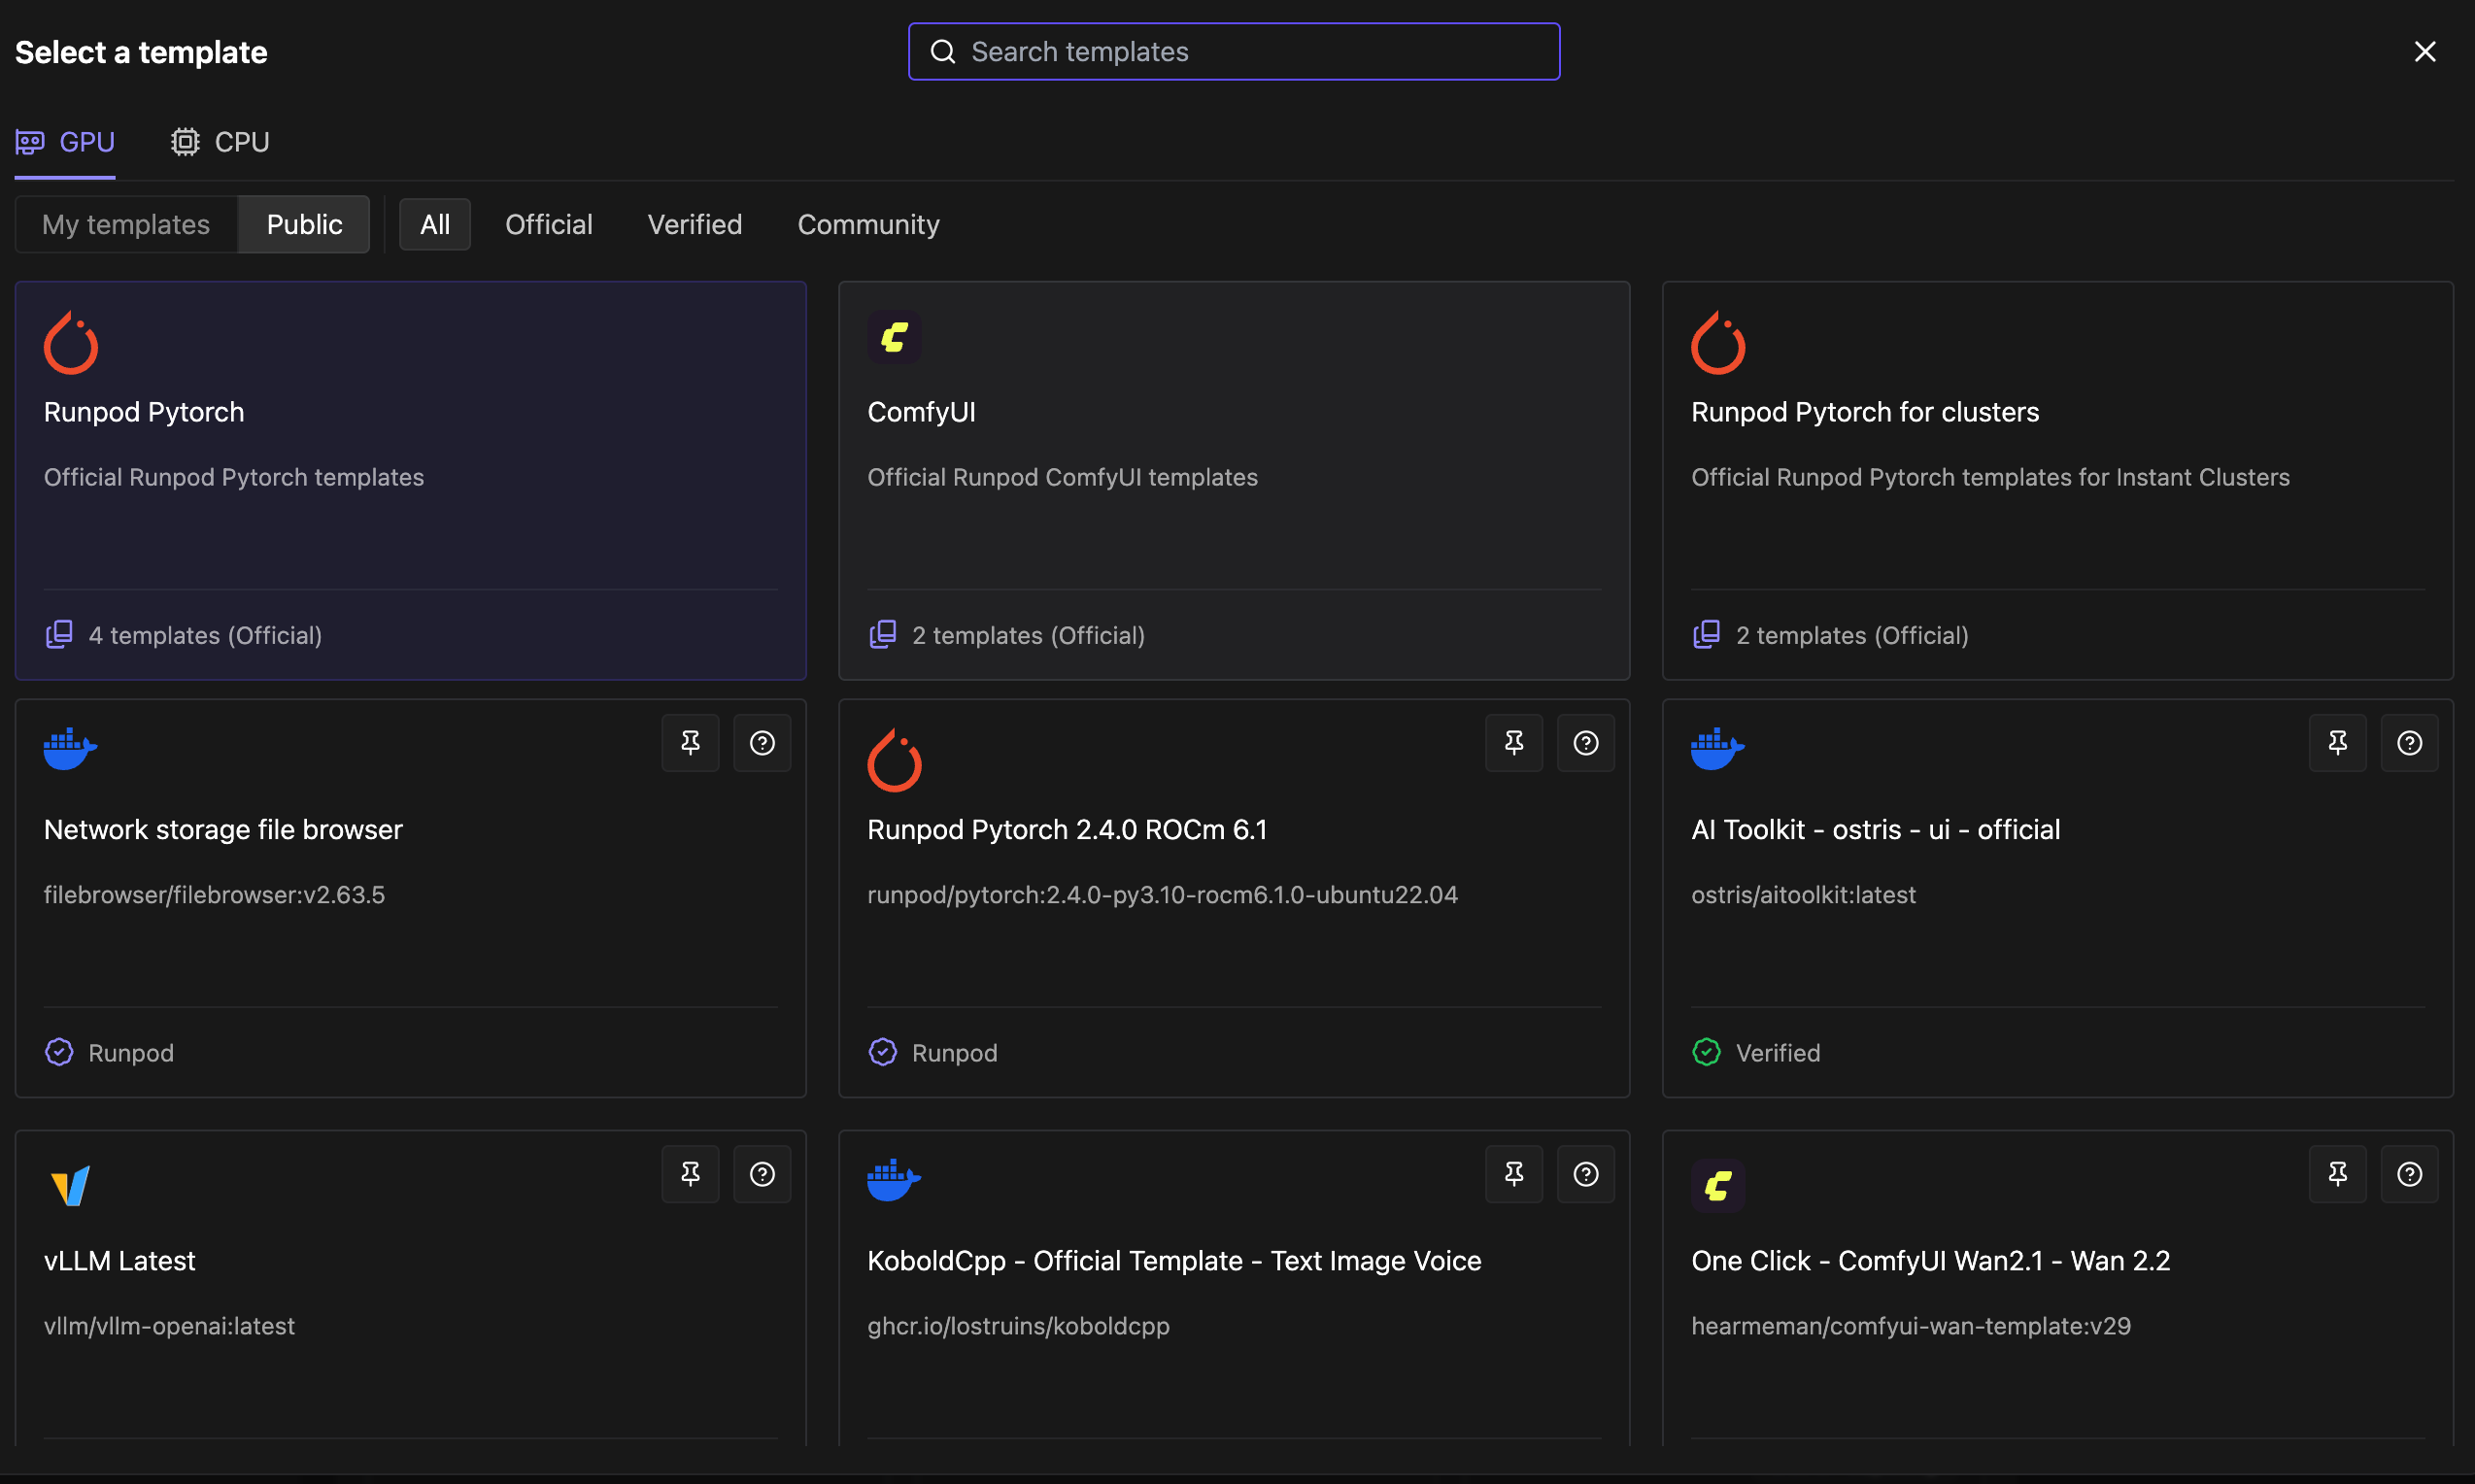 Select a template
Search templates
GPU
CPU
My templates
Public
All
Official
Verified
Community
Runpod Pytorch
Official Runpod Pytorch templates
4 templates (Official)
ComfyUI
Official Runpod ComfyUI templates
2 templates (Official)
Runpod Pytorch for clusters
Official Runpod Pytorch templates for Instant Clusters
2 templates (Official)
Network storage file browser
filebrowser/filebrowser:v2.63.5
Runpod
Runpod Pytorch 2.4.0 ROCm 6.1
runpod/pytorch:2.4.0-py3.10-rocm6.1.0-ubuntu22.04
Runpod
AI Toolkit - ostris - ui - official
ostris/aitoolkit:latest
Verified
vLLM Latest
vllm/vllm-openai:latest
KoboldCpp - Official Template - Text Image Voice
ghcr.io/lostruins/koboldcpp
One Click - ComfyUI Wan2.1 - Wan 2.2
hearmeman/comfyui-wan-template:v29